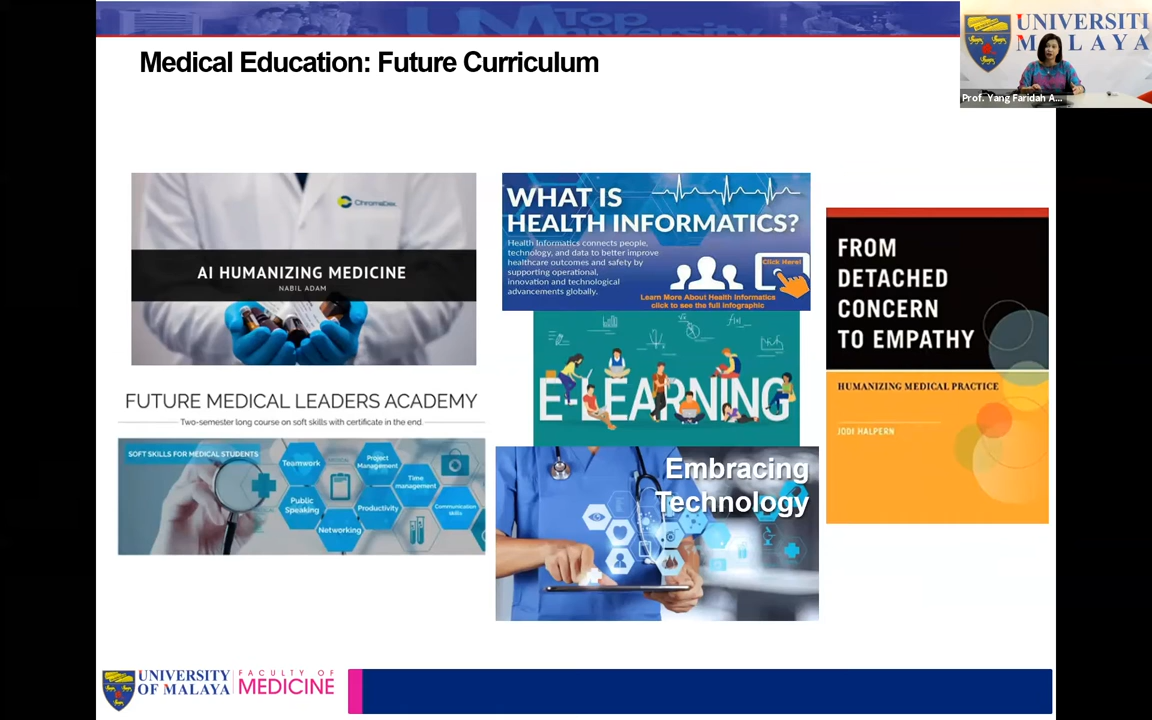 UM Top
University
Medical Education: Future Curriculum
UNIVERSITI
MALAYA
Prof. Yang Faridah A...
ChromaDex
AI HUMANIZING MEDICINE
NABIL ADAM
WHAT IS
HEALTH INFORMATICS?
Health Informatics connects people,
technology, and data to better improve
healthcare outcomes and safety by
supporting operational,
innovation and technological
advancements globally.
Click Here!
Learn More About Health Informatics
click to see the full infographic
FROM
DETACHED
CONCERN
TO EMPATHY
HUMANIZING MEDICAL PRACTICE
JODI HALPERN
E-LEARNING
f(x)
FUTURE MEDICAL LEADERS ACADEMY
Two-semester long course on soft skills with certificate in the end.
SOFT SKILLS FOR MEDICAL STUDENTS
Teamwork
Project
Management
Time
management
Public
Speaking
Productivity
Communication
skills
Networking
Embracing
Technology
UNIVERSITY
OF MALAYA
FACULTY OF
MEDICINE